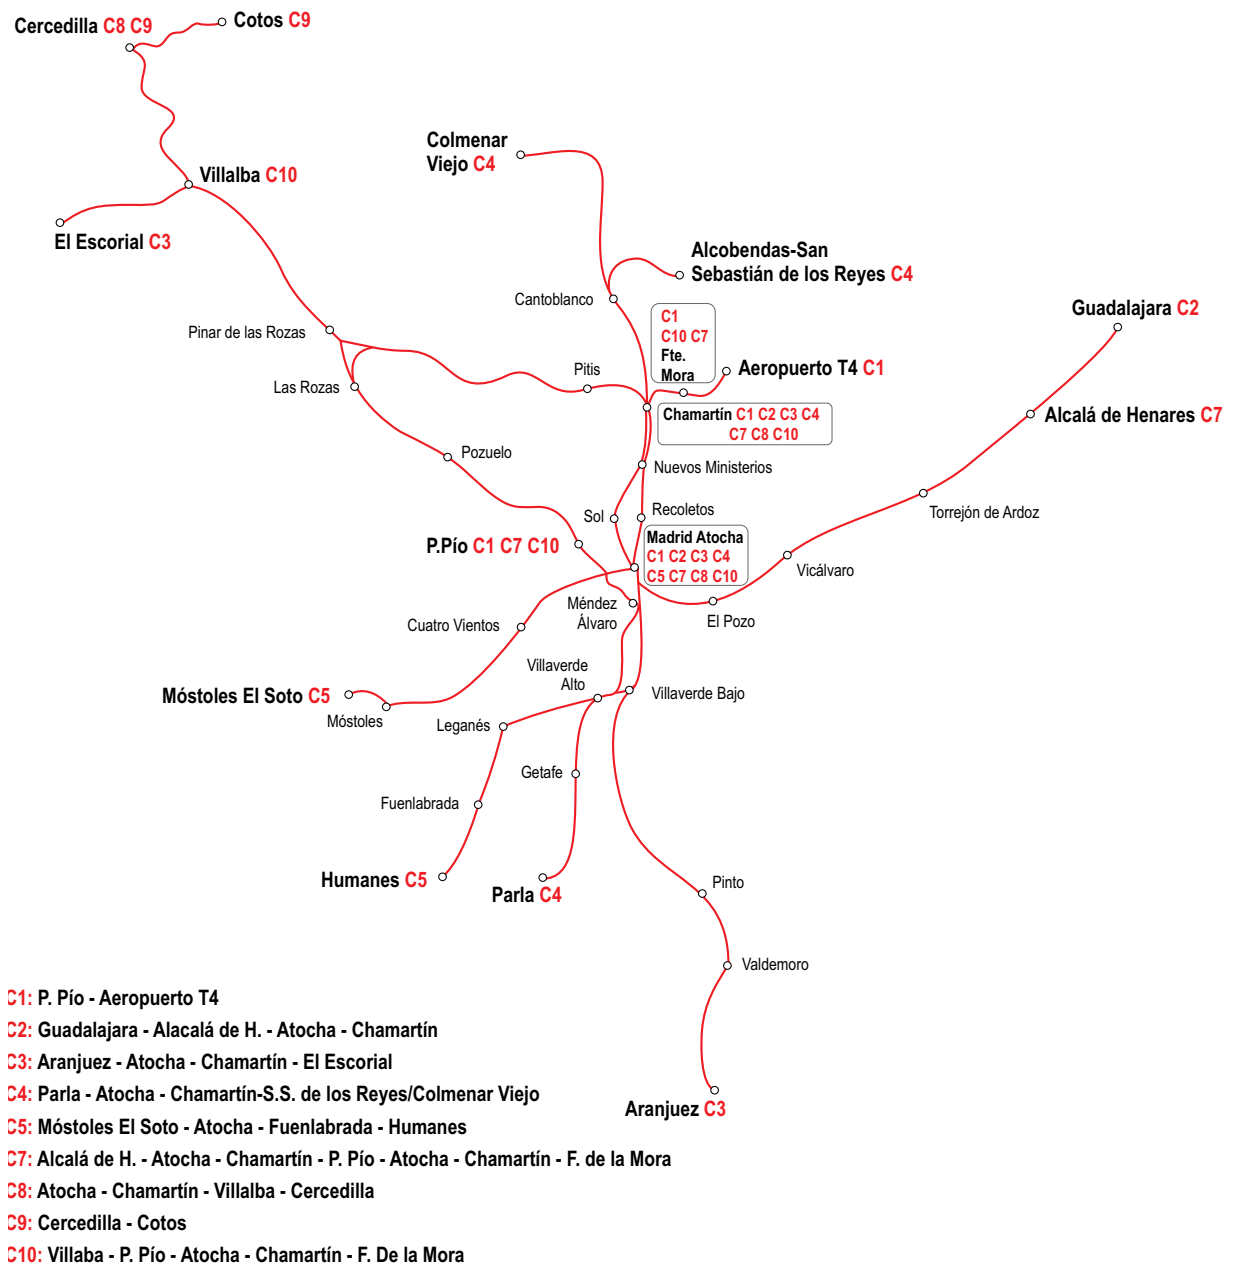 Cercedilla C8 C9
Cotos C9
Colmenar
Viejo C4
Villalba C10
El Escorial C3
Alcobendas-San
Sebastián de los Reyes C4
Cantoblanco
Guadalajara C2
C1
C10 C7
Fte.
Mora
Pinar de las Rozas
Pitis
Aeropuerto T4 C1
Las Rozas
Chamartín C1 C2 C3 C4
C7 C8 C10
Alcalá de Henares C7
Pozuelo
Nuevos Ministerios
Sol
Recoletos
Torrejón de Ardoz
P.Pío C1 C7 C10
Madrid Atocha
C1 C2 C3 C4
C5 C7 C8 C10
Vicálvaro
Méndez
Álvaro
El Pozo
Cuatro Vientos
Villaverde
Alto
Villaverde Bajo
Móstoles El Soto C5
Móstoles
Leganés
Getafe
Fuenlabrada
Humanes C5
Parla C4
Pinto
Valdemoro
Aranjuez C3
C1: P. Pío - Aeropuerto T4
C2: Guadalajara - Alacalá de H. - Atocha - Chamartín
C3: Aranjuez - Atocha - Chamartín - El Escorial
C4: Parla - Atocha - Chamartín-S.S. de los Reyes/Colmenar Viejo
C5: Móstoles El Soto - Atocha - Fuenlabrada - Humanes
C7: Alcalá de H. - Atocha - Chamartín - P. Pío - Atocha - Chamartín - F. de la Mora
C8: Atocha - Chamartín - Villalba - Cercedilla
C9: Cercedilla - Cotos
C10: Villaba - P. Pío - Atocha - Chamartín - F. De la Mora